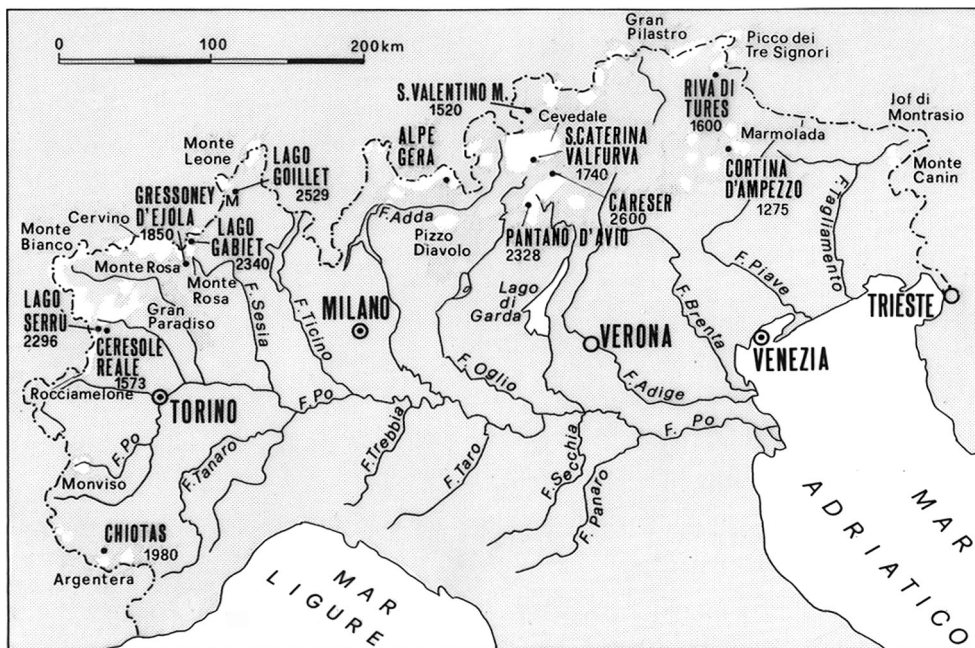 0
100
200 km
Gran
Pilastro
Picco dei
Tre Signori
S.VALENTINO M.
1520
Cevedale
RIVA DI
TURES
1600
Jof di
Montrasio
Monte
Leone
LAGO
GOILLET
2529
ALPE
GERA
S.CATERINA
VALFURVA
1740
Marmolada
Monte
Canin
GRESSONEY
D'EJOLA
1850
M
F. Adda
CARESER
2600
CORTINA
D'AMPEZZO
1275
F. Tagliamento
Cervino
LAGO
GABIET
2340
Pizzo
Diavolo
PANTANO D'AVIO
2328
Monte
Bianco
Monte Rosa
Monte
Rosa
F. Piave
LAGO
SERRÙ
2296
Gran
Paradiso
F. Sesia
F. Ticino
MILANO
Lago
di
Garda
F. Brenta
TRIESTE
CERESOLE
REALE
1573
VERONA
VENEZIA
Rocciamelone
TORINO
F. Po
F. Oglio
F. Adige
F. Po
F. Po
Monviso
F. Tanaro
F. Trebbia
F. Taro
F. Secchia
F. Panaro
CHIOTAS
1980
Argentera
MAR
LIGURE
MAR
ADRIATICO